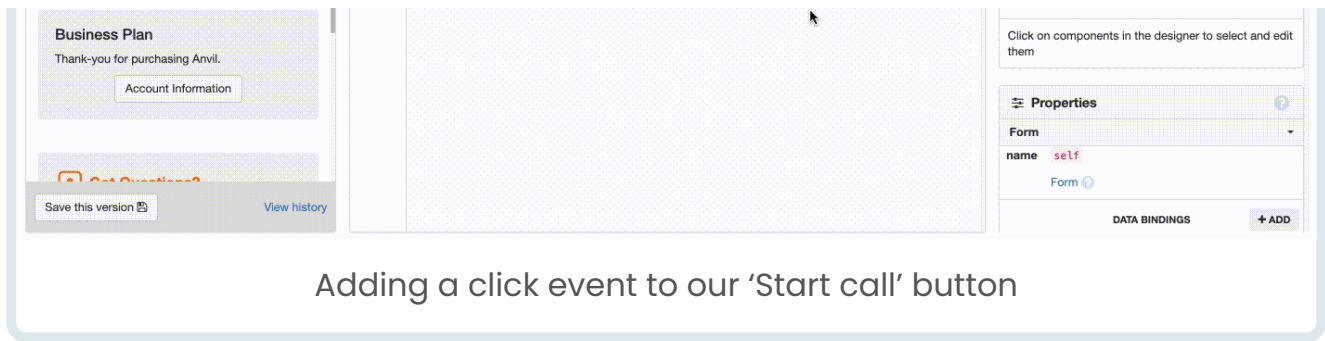 Business Plan
Thank-you for purchasing Anvil.
Account Information
Got Questions?
Save this version
View history
Click on components in the designer to select and edit
them
Properties
Form
name self
Form
DATA BINDINGS
+ ADD
Adding a click event to our ‘Start call’ button